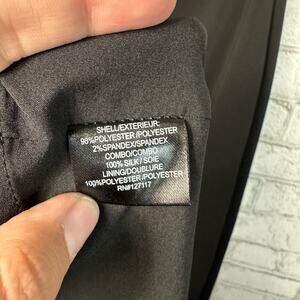 SHELL/EXTERIEUR:
98%POLYESTER/POLYESTER
2%SPANDEX/SPANDEX
COMBO/COMBO
100%SILK / SOIE
LINING/DOUBLURE
100%POLYESTER/POLYESTER
RN#127117